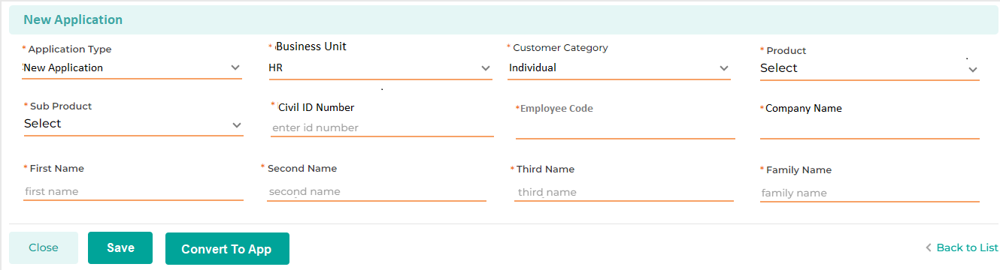 New Application
* Application Type
* Business Unit
* Customer Category
* Product
New Application
HR
Individual
Select
* Sub Product
* Civil ID Number
*Employee Code
*Company Name
Select
enter id number
* First Name
* Second Name
* Third Name
* Family Name
first name
second name
third name
family name
Close
Save
Convert To App
Back to List